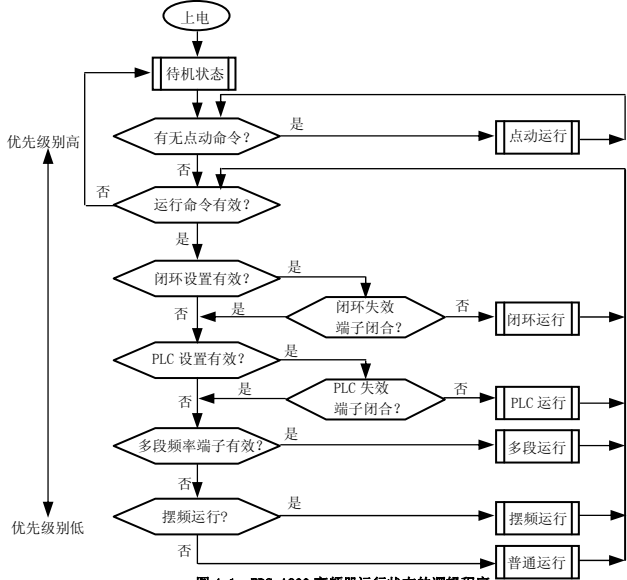 上电
待机状态
有无点动命令？
是
点动运行
优先级别高
否
否
运行命令有效？
是
闭环设置有效？
是
闭环失效
端子闭合？
是
否
闭环运行
否
PLC 设置有效？
是
PLC 失效
端子闭合？
是
否
PLC 运行
否
多段频率端子有效？
是
多段运行
否
摆频运行?
是
摆频运行
优先级别低
否
普通运行